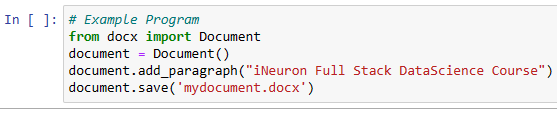 In [ ]: # Example Program
from docx import Document
document = Document()
document.add_paragraph("iNeuron Full Stack DataScience Course")
document.save('mydocument.docx')